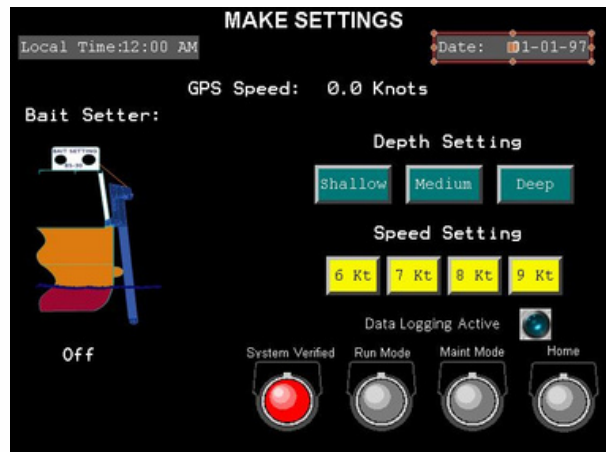 MAKE SETTINGS
Local Time:12:00 AM
Date: 01-01-97
GPS Speed: 0.0 Knots
Bait Setter:
BAIT SETTING
Depth Setting
Shallow Medium Deep
Speed Setting
6 Kt 7 Kt 8 Kt 9 Kt
Data Logging Active
Off
System Verified Run Mode Maint Mode Home